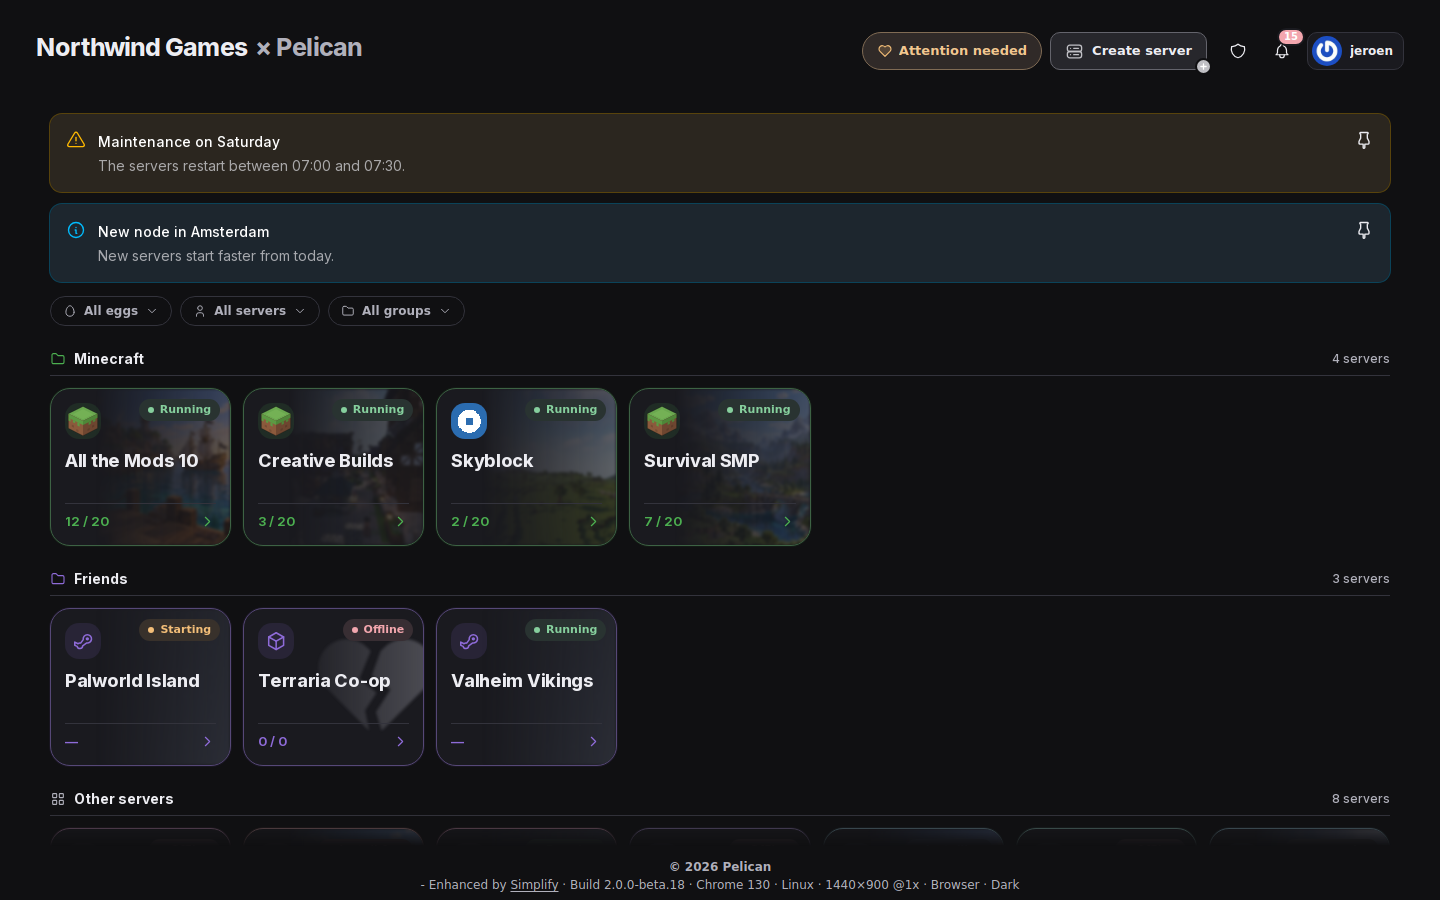 Northwind Games × Pelican
Attention needed
Create server
15
jeroen
Maintenance on Saturday
The servers restart between 07:00 and 07:30.
New node in Amsterdam
New servers start faster from today.
All eggs
All servers
All groups
Minecraft
4 servers
Running
Running
Running
Running
All the Mods 10
Creative Builds
Skyblock
Survival SMP
12 / 20
3 / 20
2 / 20
7 / 20
Friends
3 servers
Starting
Offline
Running
Palworld Island
Terraria Co-op
Valheim Vikings
—
0 / 0
—
Other servers
8 servers
© 2026 Pelican
- Enhanced by Simplify · Build 2.0.0-beta.18 · Chrome 130 · Linux · 1440×900 @1x · Browser · Dark